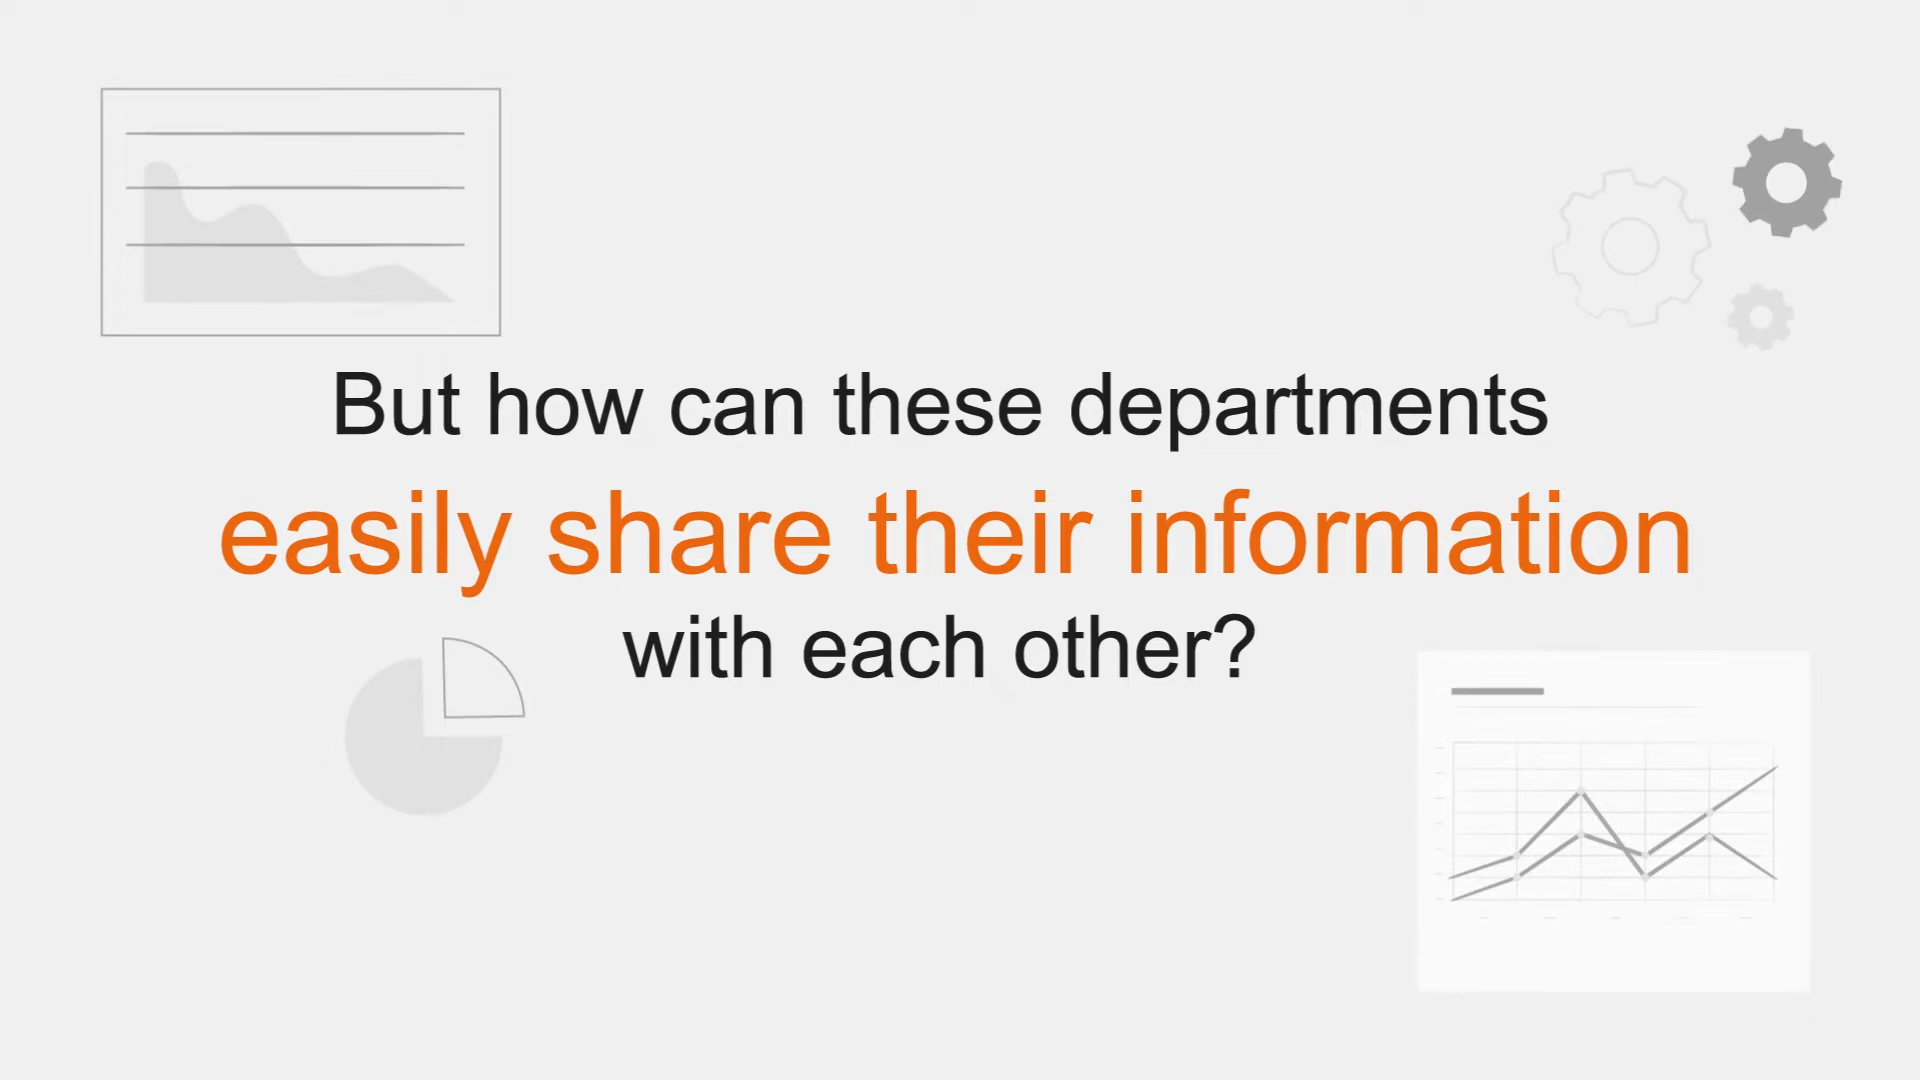 But how can these departments
easily share their information
with each other?